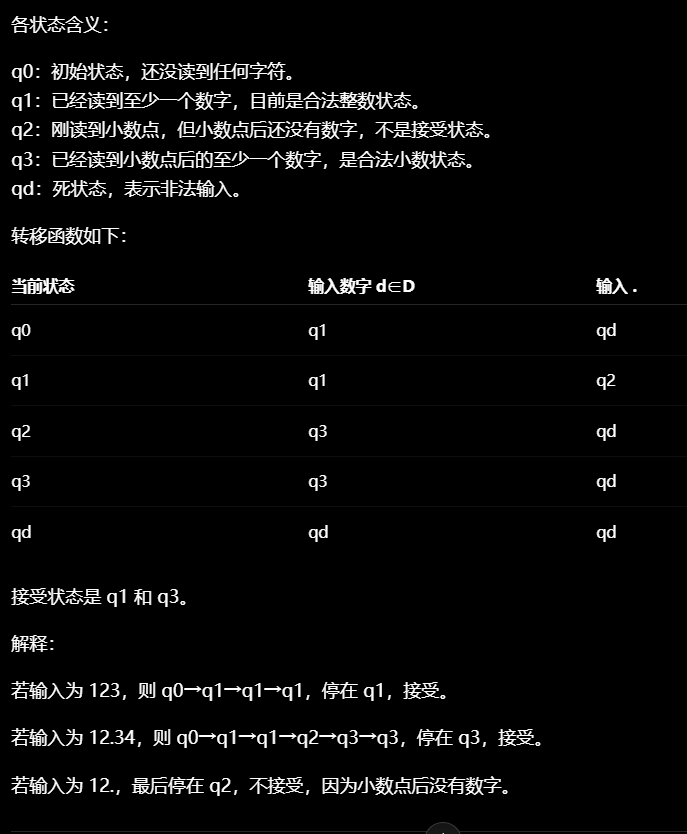 各状态含义：
q0：初始状态，还没读到任何字符。
q1：已经读到至少一个数字，目前是合法整数状态。
q2：刚读到小数点，但小数点后还没有数字，不是接受状态。
q3：已经读到小数点后的至少一个数字，是合法小数状态。
qd：死状态，表示非法输入。
转移函数如下：
当前状态 输入数字 d∈D 输入 .
q0 q1 qd
q1 q1 q2
q2 q3 qd
q3 q3 qd
qd qd qd
接受状态是 q1 和 q3。
解释：
若输入为 123，则 q0→q1→q1→q1，停在 q1，接受。
若输入为 12.34，则 q0→q1→q1→q2→q3→q3，停在 q3，接受。
若输入为 12.，最后停在 q2，不接受，因为小数点后没有数字。